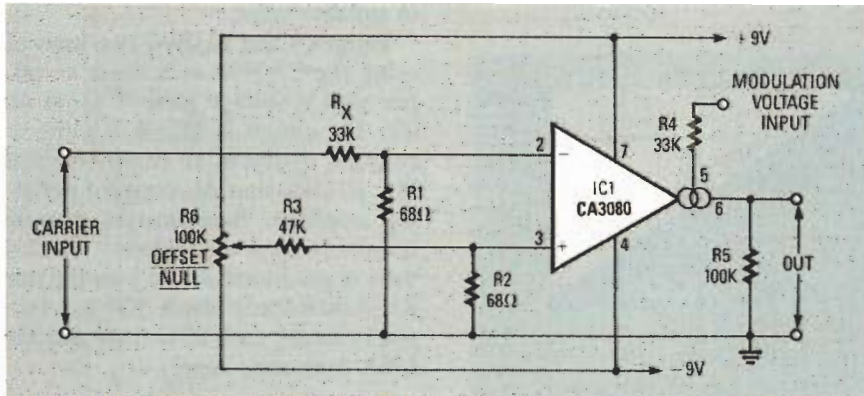 + 9V
MODULATION
VOLTAGE
INPUT
RX
33K
R4
33K
2
7
5
IC1
CA3080
6
R1
68Ω
R6
100K
OFFSET
NULL
R3
47K
CARRIER
INPUT
3
4
R2
68Ω
R5
100K
OUT
−9V